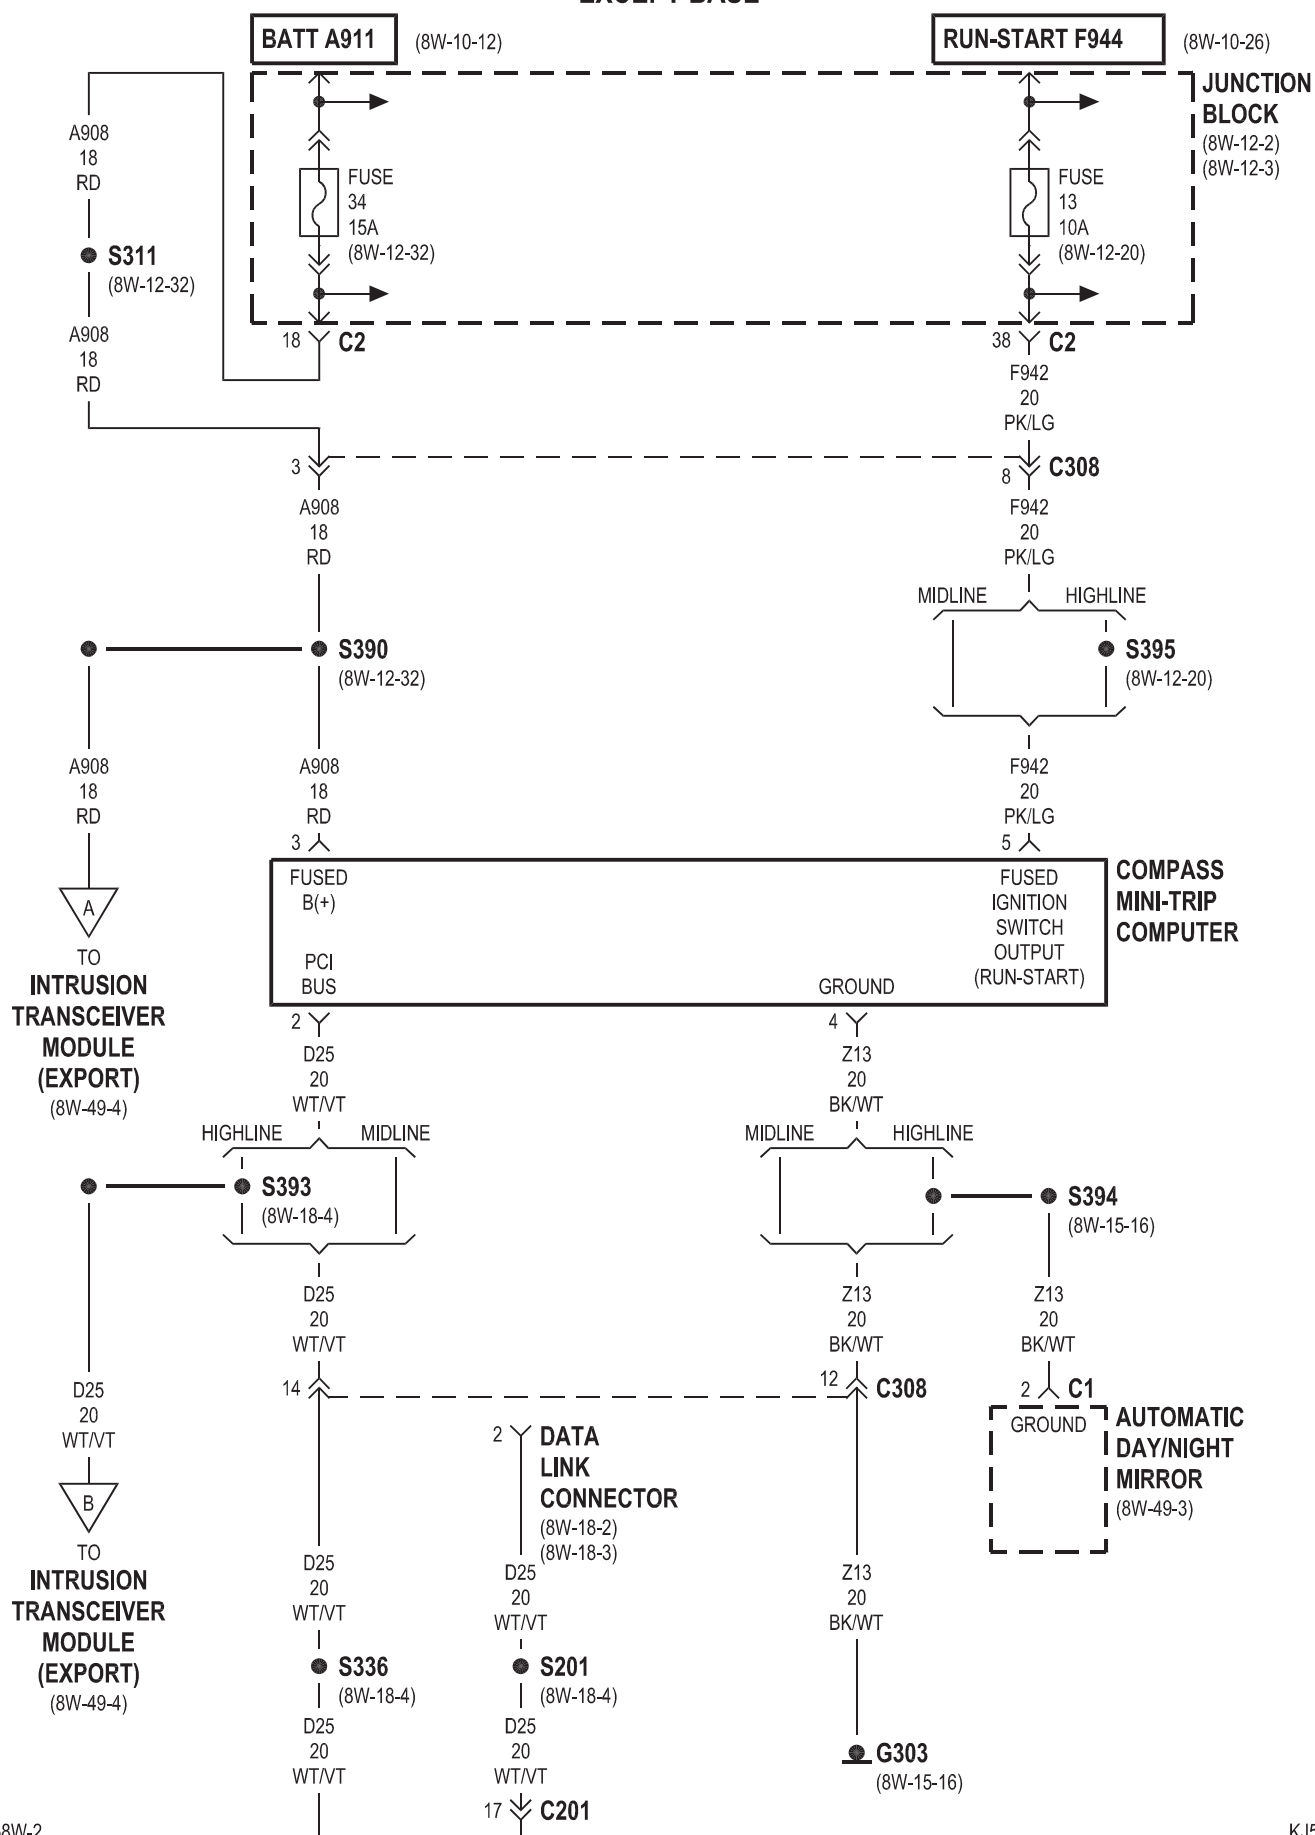 BATT A911
(8W-10-12)
RUN-START F944
(8W-10-26)
JUNCTION
BLOCK
(8W-12-2)
(8W-12-3)
A908
18
RD
FUSE
34
15A
(8W-12-32)
FUSE
13
10A
(8W-12-20)
S311
(8W-12-32)
A908
18
RD
18
C2
38
C2
F942
20
PK/LG
3
8
C308
A908
18
RD
F942
20
PK/LG
MIDLINE
HIGHLINE
S390
(8W-12-32)
S395
(8W-12-20)
A908
18
RD
A908
18
RD
F942
20
PK/LG
3
5
FUSED
B(+)
FUSED
IGNITION
SWITCH
OUTPUT
(RUN-START)
COMPASS
MINI-TRIP
COMPUTER
PCI
BUS
GROUND
A
TO
INTRUSION
TRANSCEIVER
MODULE
(EXPORT)
(8W-49-4)
2
4
D25
20
WT/VT
Z13
20
BK/WT
HIGHLINE
MIDLINE
MIDLINE
HIGHLINE
S393
(8W-18-4)
S394
(8W-15-16)
D25
20
WT/VT
Z13
20
BK/WT
Z13
20
BK/WT
14
12
C308
2
C1
GROUND
AUTOMATIC
DAY/NIGHT
MIRROR
(8W-49-3)
D25
20
WT/VT
2
DATA
LINK
CONNECTOR
(8W-18-2)
(8W-18-3)
B
TO
INTRUSION
TRANSCEIVER
MODULE
(EXPORT)
(8W-49-4)
D25
20
WT/VT
D25
20
WT/VT
Z13
20
BK/WT
S336
(8W-18-4)
S201
(8W-18-4)
D25
20
WT/VT
D25
20
WT/VT
G303
(8W-15-16)
17
C201